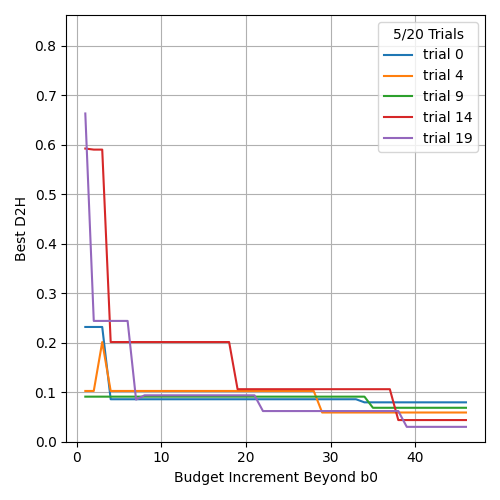 5/20 Trials
trial 0
trial 4
trial 9
trial 14
trial 19
Best D2H
0.8
0.7
0.6
0.5
0.4
0.3
0.2
0.1
0.0
0 10 20 30 40
Budget Increment Beyond b0